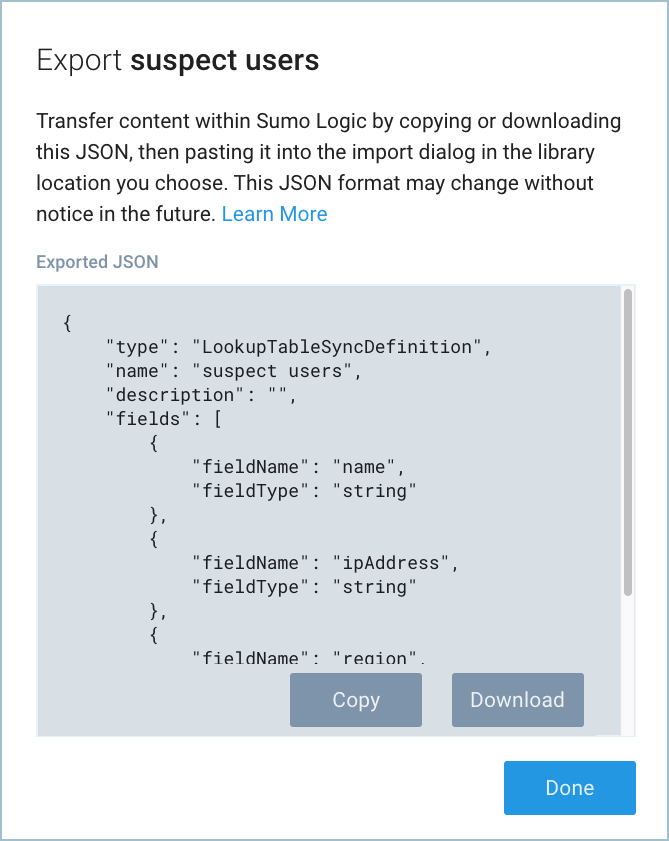 Export suspect users
Transfer content within Sumo Logic by copying or downloading
this JSON, then pasting it into the import dialog in the library
location you choose. This JSON format may change without
notice in the future. Learn More
Exported JSON
{
    "type": "LookupTableSyncDefinition",
    "name": "suspect users",
    "description": "",
    "fields": [
        {
            "fieldName": "name",
            "fieldType": "string"
        },
        {
            "fieldName": "ipAddress",
            "fieldType": "string"
        },
        {
            "fieldName": "region",
Copy Download
Done